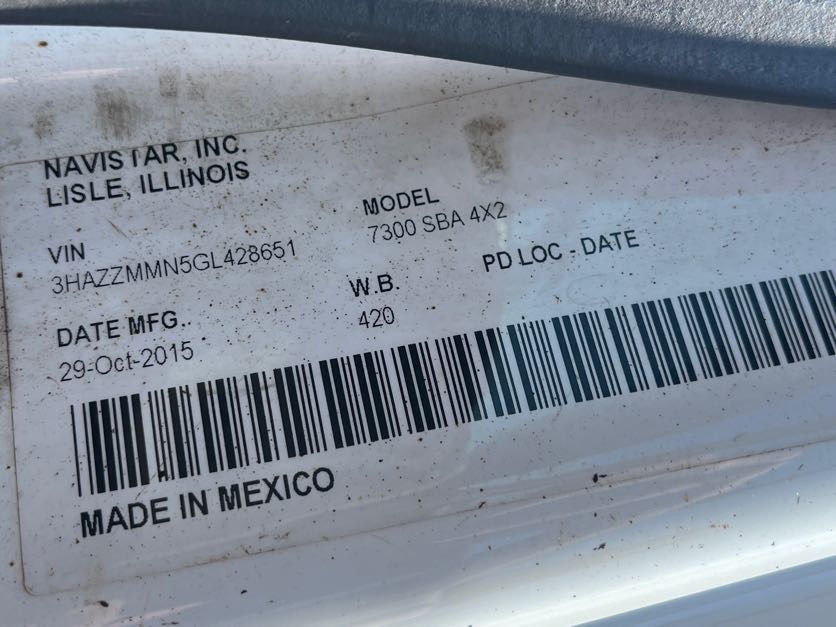 NAVISTAR, INC.
LISLE, ILLINOIS
VIN
3HAZZMMN5GL428651
MODEL
7300 SBA 4X2
DATE MFG.
29-Oct-2015
W.B.
420
PD LOC - DATE
MADE IN MEXICO